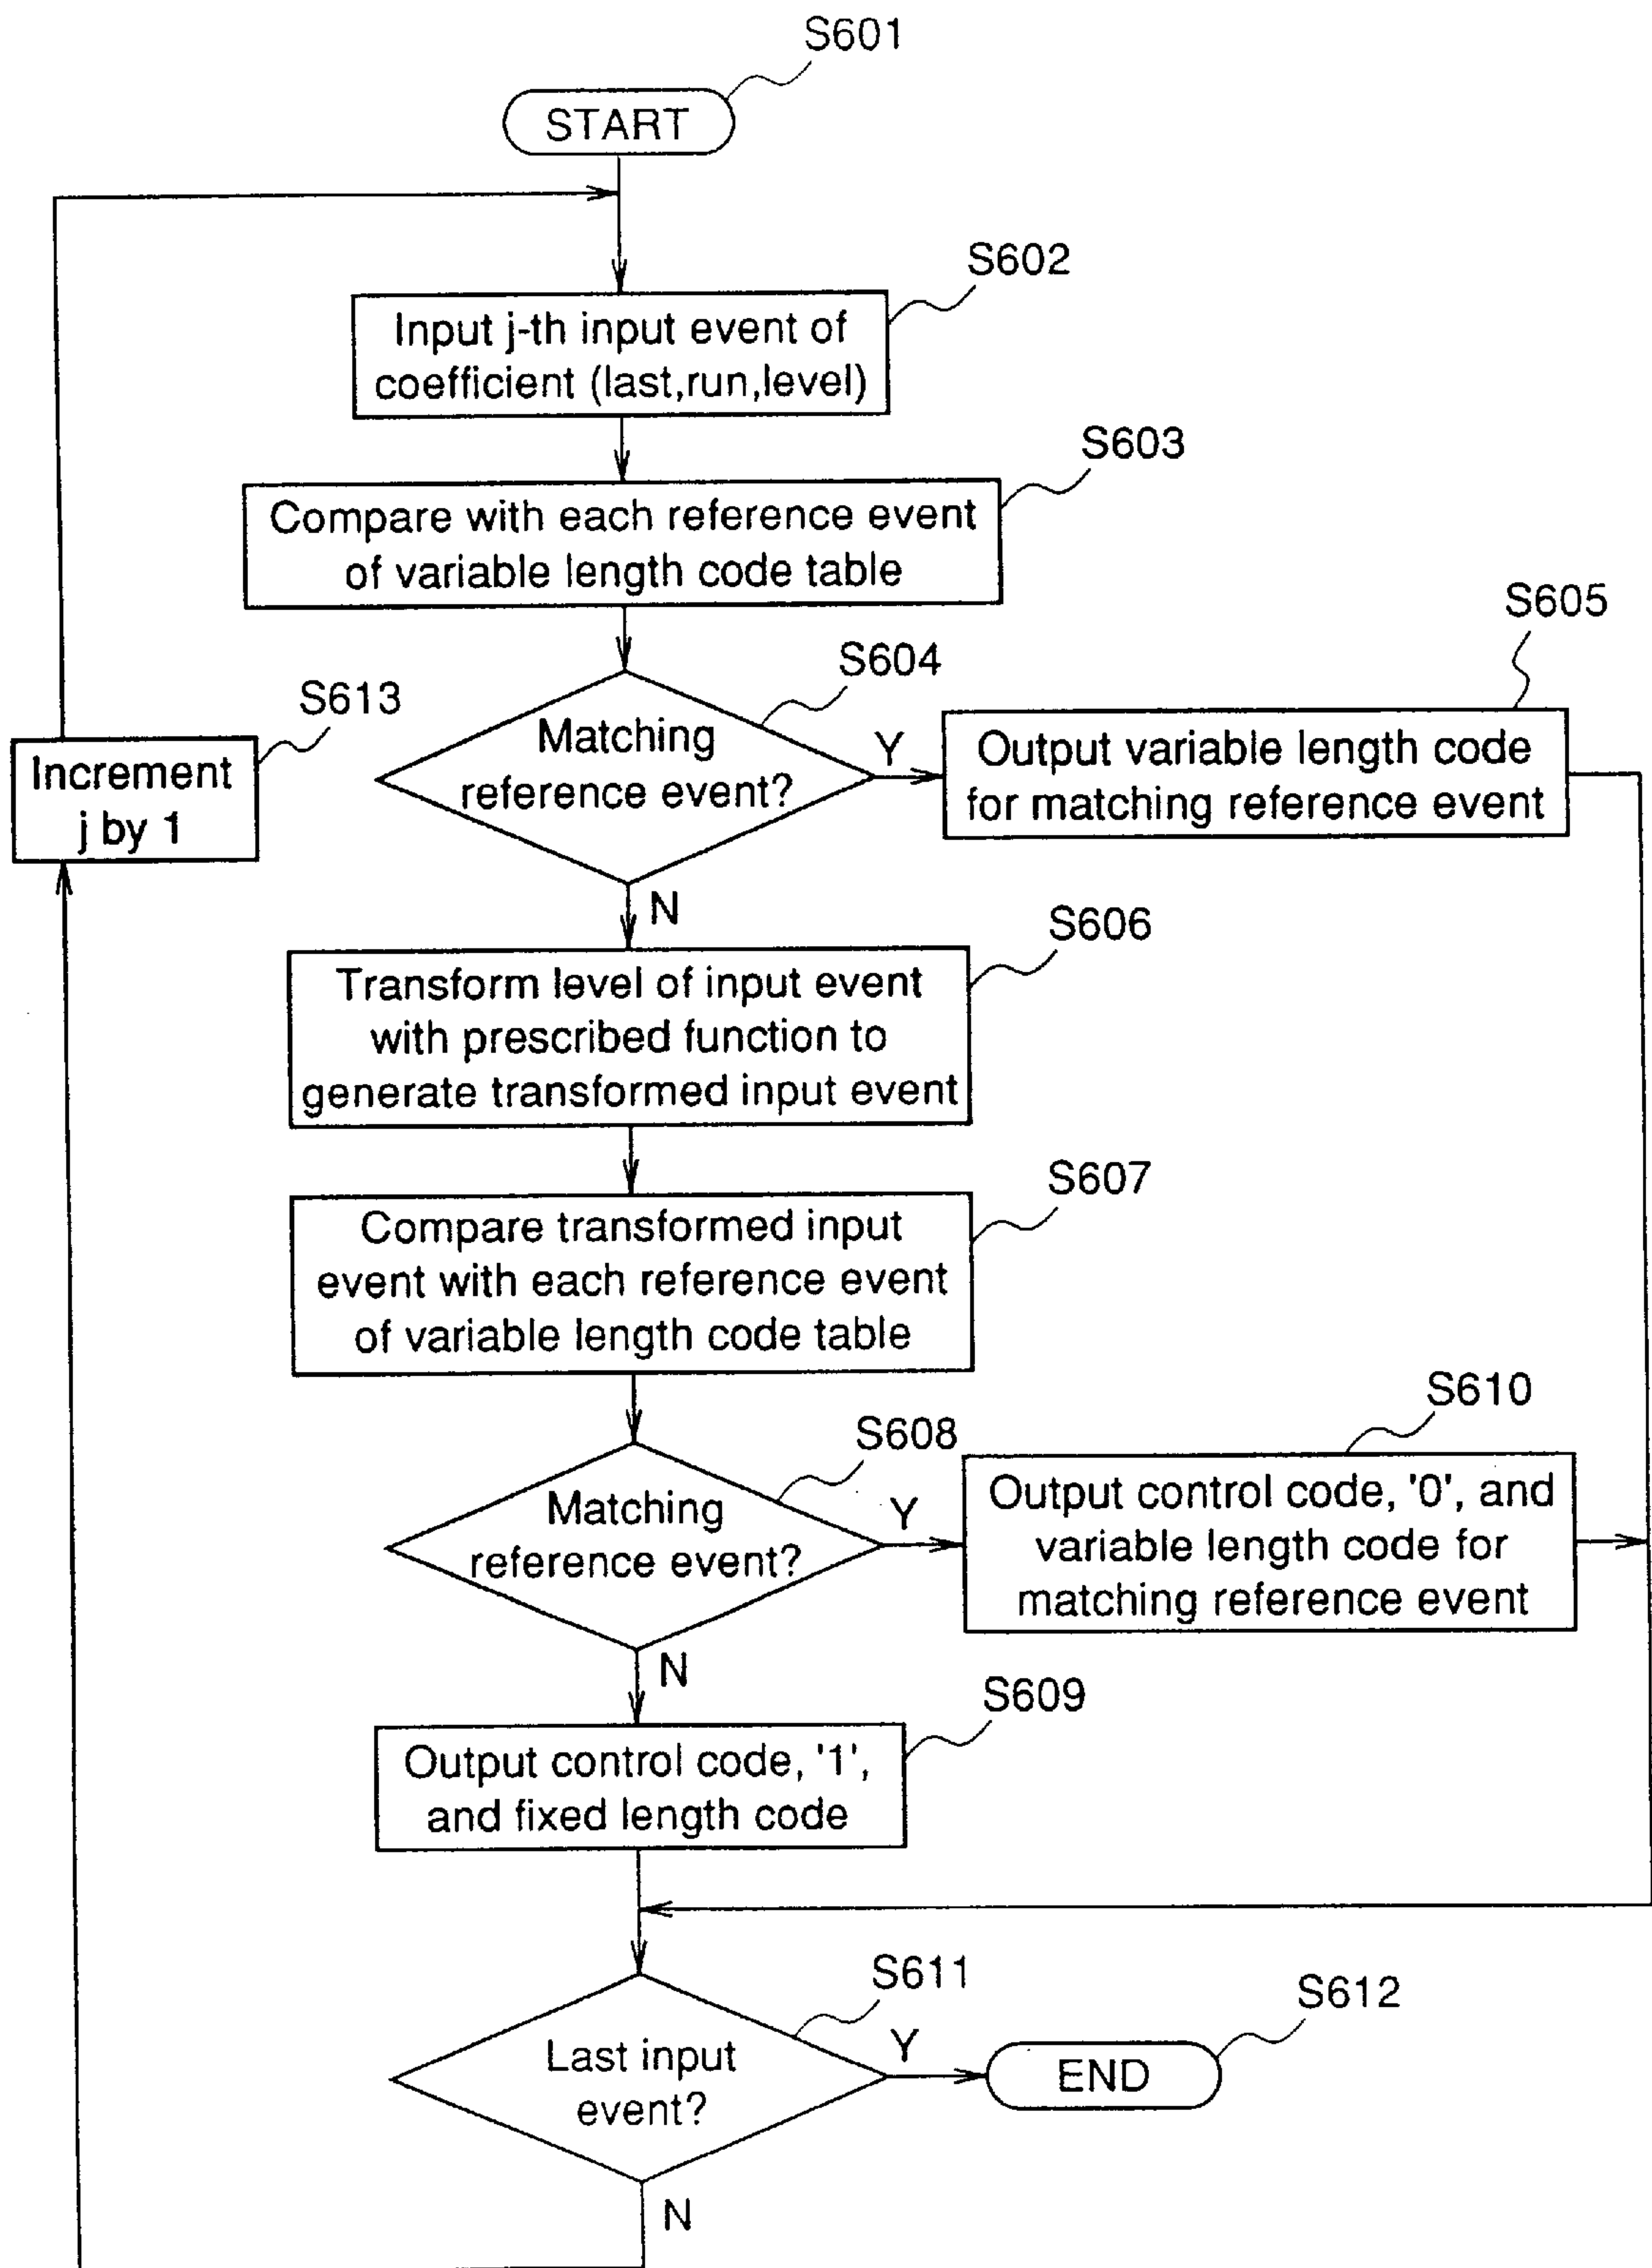 S601
START
S602
Input j-th input event of
coefficient (last,run,level)
S603
Compare with each reference event
of variable length code table
S604
Matching
reference event?
Y
S605
Output variable length code
for matching reference event
S613
Increment
j by 1
N
S606
Transform level of input event
with prescribed function to
generate transformed input event
S607
Compare transformed input
event with each reference event
of variable length code table
S608
Matching
reference event?
Y
S610
Output control code, '0', and
variable length code for
matching reference event
N
S609
Output control code, '1',
and fixed length code
S611
Last input
event?
Y
S612
END
N